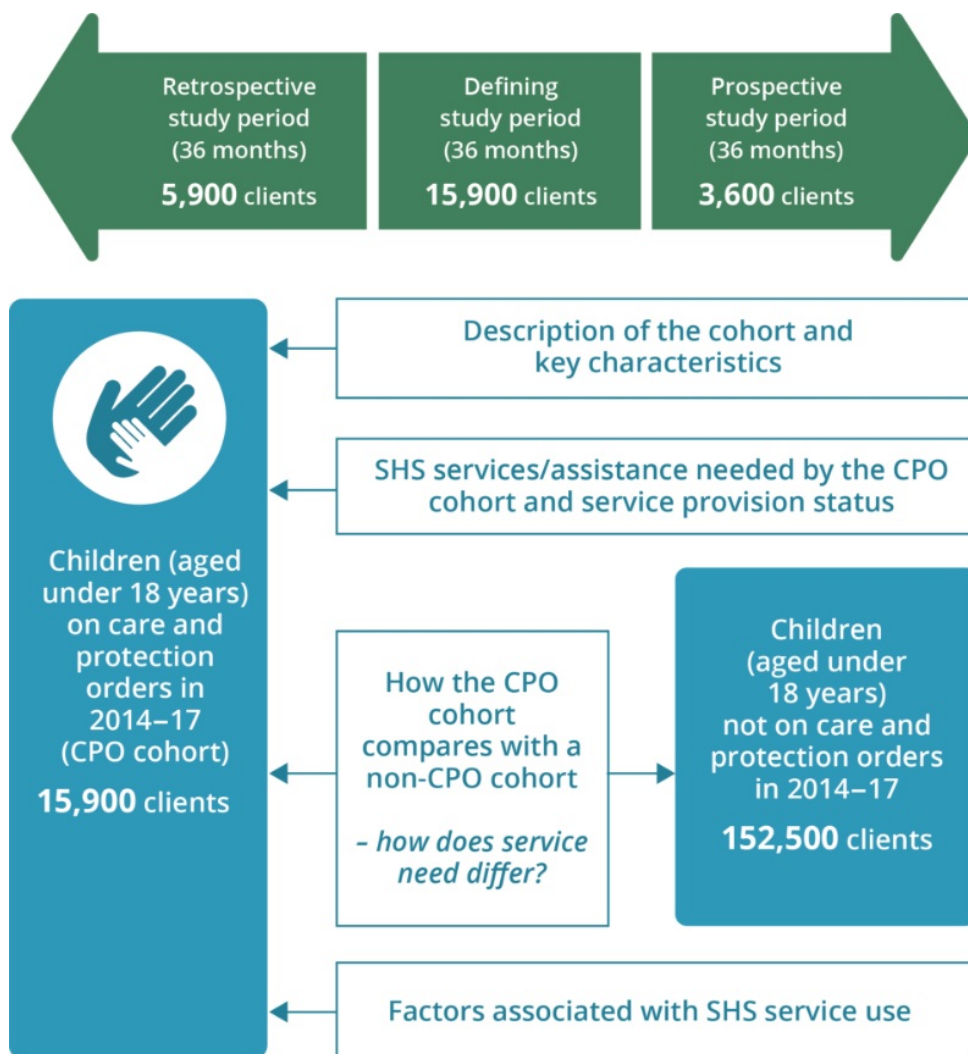 Retrospective
study period
(36 months)
5,900 clients
Defining
study period
(36 months)
15,900 clients
Prospective
study period
(36 months)
3,600 clients
Children (aged
under 18 years)
on care and
protection
orders in
2014–17
(CPO cohort)
15,900 clients
Description of the cohort and
key characteristics
SHS services/assistance needed by the CPO
cohort and service provision status
How the CPO
cohort
compares with a
non-CPO cohort
– how does service
need differ?
Children
(aged under
18 years)
not on care and
protection orders
in 2014–17
152,500 clients
Factors associated with SHS service use